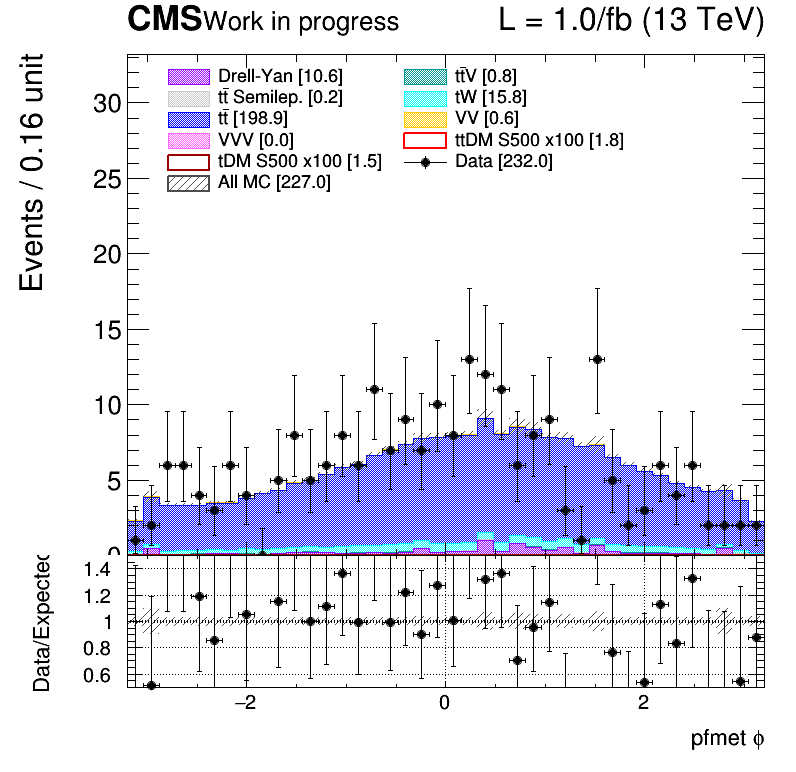 CMS Work in progress L = 1.0/fb (13 TeV)
Events / 0.16 unit
Drell-Yan [10.6] tt̄V [0.8]
tt̄ Semilep. [0.2] tW [15.8]
tt̄ [198.9] VV [0.6]
VVV [0.0] ttDM S500 x100 [1.8]
tDM S500 x100 [1.5] Data [232.0]
All MC [227.0]
30
25
20
15
10
5
0
Data/Expected
1.4
1.2
1
0.8
0.6
−2 0 2
pfmet ϕ